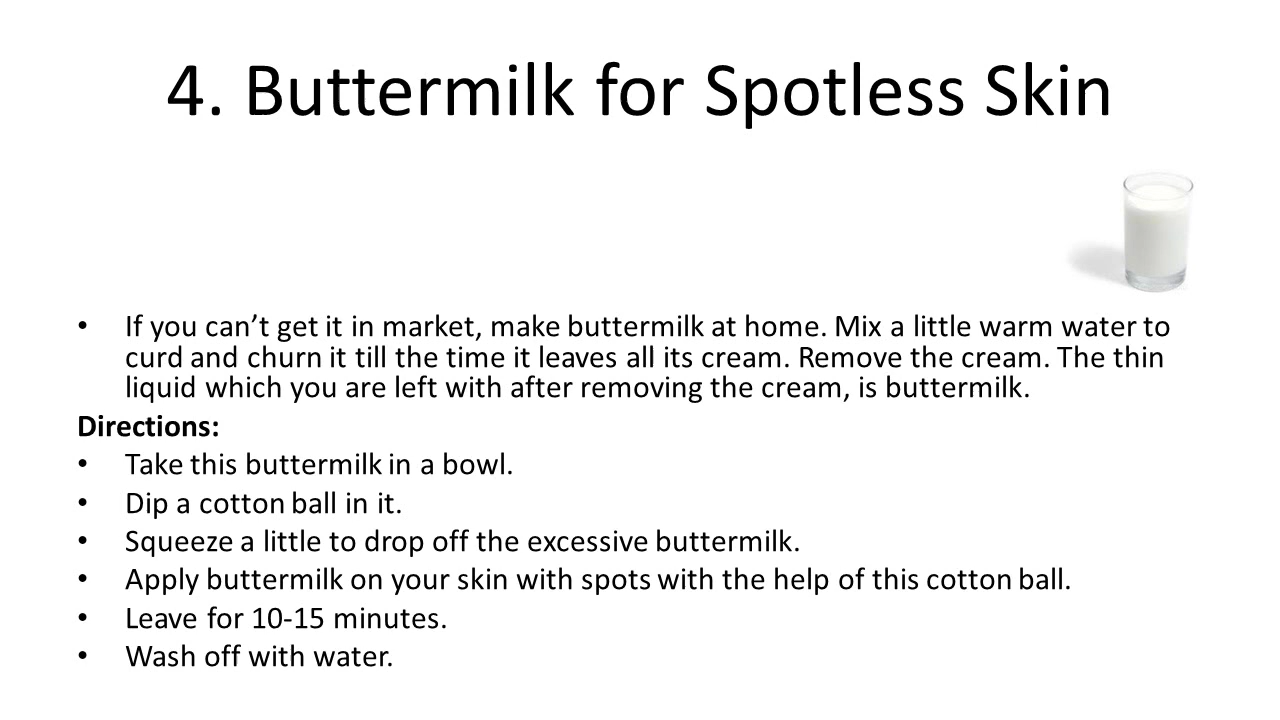 4. Buttermilk for Spotless Skin
• If you can’t get it in market, make buttermilk at home. Mix a little warm water to
curd and churn it till the time it leaves all its cream. Remove the cream. The thin
liquid which you are left with after removing the cream, is buttermilk.
Directions:
• Take this buttermilk in a bowl.
• Dip a cotton ball in it.
• Squeeze a little to drop off the excessive buttermilk.
• Apply buttermilk on your skin with spots with the help of this cotton ball.
• Leave for 10-15 minutes.
• Wash off with water.